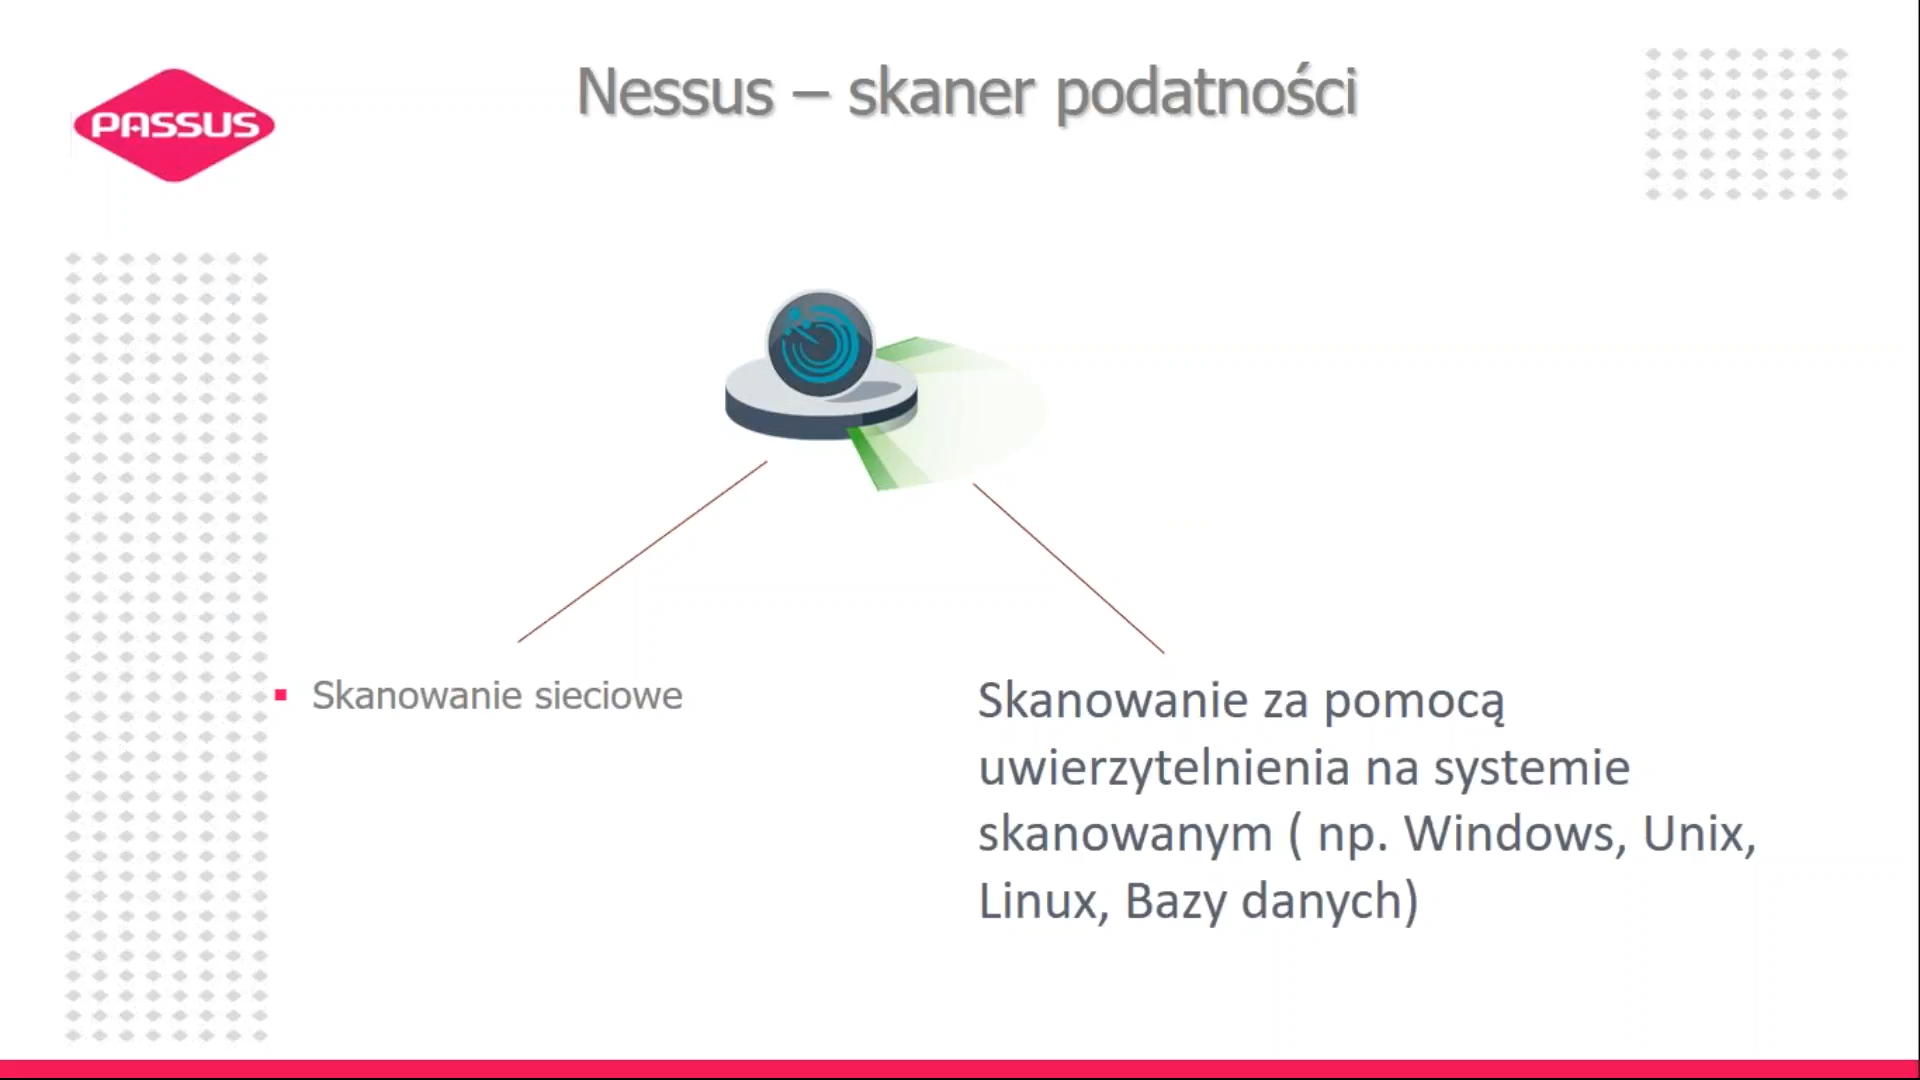 PASSUS
Nessus – skaner podatności
Skanowanie sieciowe
Skanowanie za pomocą
uwierzytelnienia na systemie
skanowanym ( np. Windows, Unix,
Linux, Bazy danych)